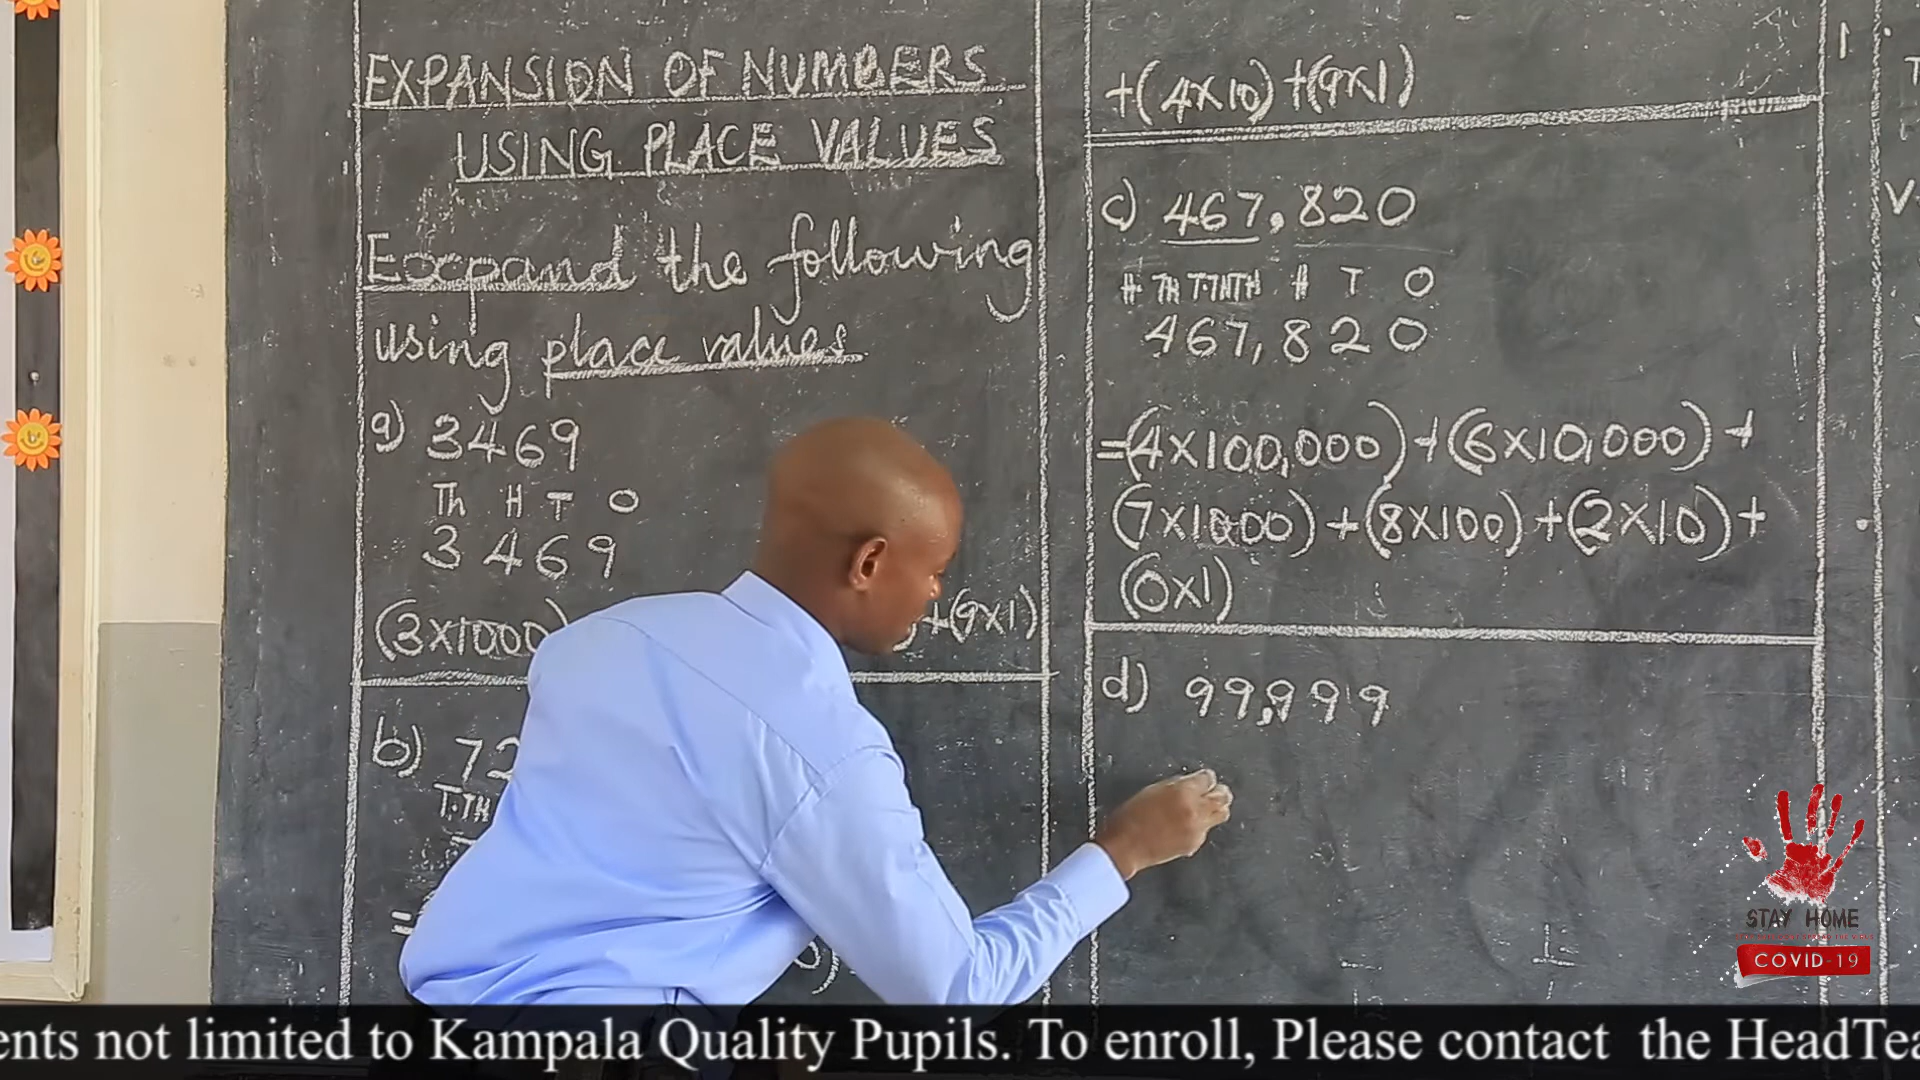 EXPANSION OF NUMBERS
USING PLACE VALUES
Expand the following
using place values
a) 3469
Th H T O
3 4 6 9
(3X1000) +(9X1)
b) 72
T.TH
=
+(4X10)+(9X1)
c) 467,820
H.TH T.TH TH H T O
467,820
=(4X100,000)+(6X10,000)+
(7X1000)+(8X100)+(2X10)+
(0X1)
d) 99,999
STAY HOME
COVID-19
ents not limited to Kampala Quality Pupils. To enroll, Please contact the HeadTea